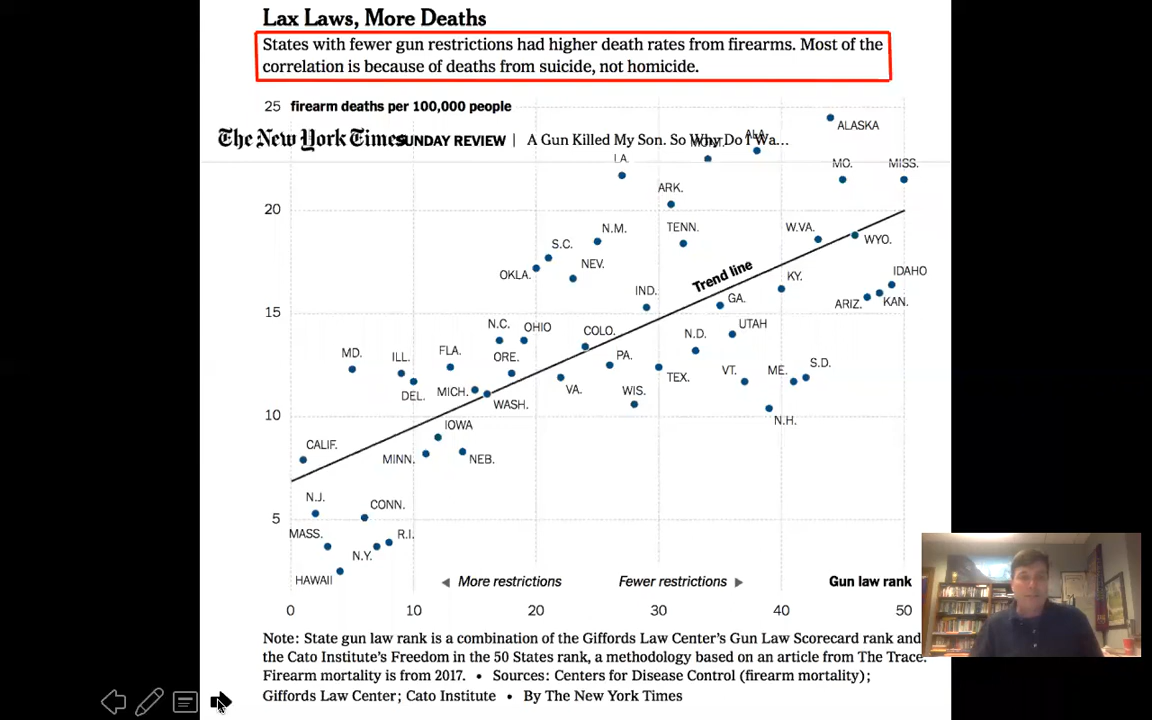 Lax Laws, More Deaths
States with fewer gun restrictions had higher death rates from firearms. Most of the
correlation is because of deaths from suicide, not homicide.
25 firearm deaths per 100,000 people
The New York Times SUNDAY REVIEW | A Gun Killed My Son. So Why Do I Wa…
ALASKA
ALA.
MONT.
LA.
MO.
MISS.
ARK.
20
N.M.
TENN.
W.VA.
WYO.
S.C.
OKLA.
NEV.
Trend line
KY.
IDAHO
IND.
GA.
ARIZ.
KAN.
15
N.C.
OHIO
COLO.
N.D.
UTAH
MD.
ILL.
FLA.
ORE.
PA.
VT.
ME.
S.D.
DEL.
MICH.
WASH.
VA.
WIS.
TEX.
10
N.H.
IOWA
CALIF.
MINN.
NEB.
N.J.
CONN.
5
MASS.
N.Y.
R.I.
HAWAII
◄ More restrictions
Fewer restrictions ►
Gun law rank
0 10 20 30 40 50
Note: State gun law rank is a combination of the Giffords Law Center’s Gun Law Scorecard rank and
the Cato Institute’s Freedom in the 50 States rank, a methodology based on an article from The Trace.
Firearm mortality is from 2017. • Sources: Centers for Disease Control (firearm mortality);
Giffords Law Center; Cato Institute • By The New York Times